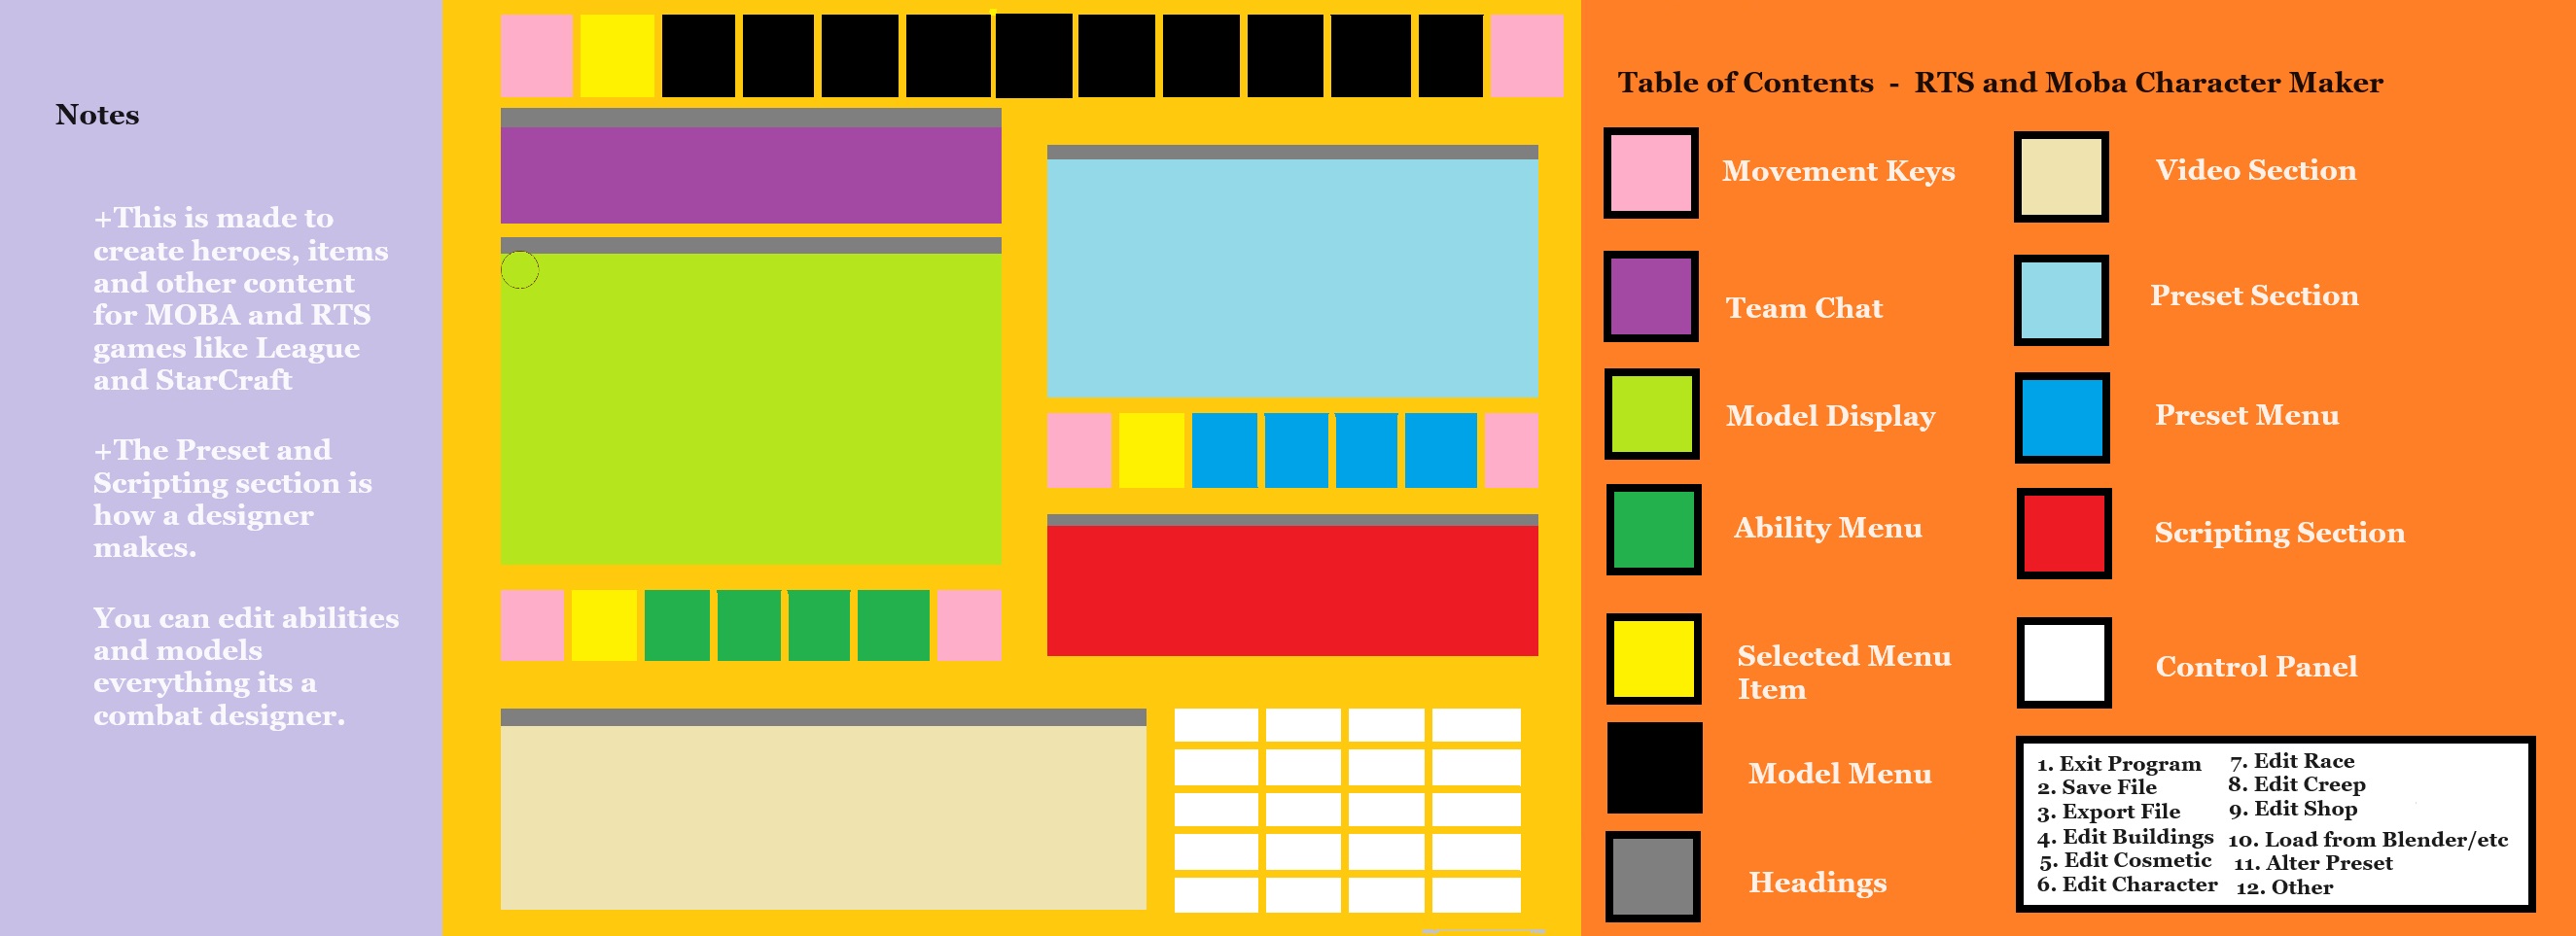 Notes
+This is made to
create heroes, items
and other content
for MOBA and RTS
games like League
and StarCraft
+The Preset and
Scripting section is
how a designer
makes.
You can edit abilities
and models
everything its a
combat designer.
Table of Contents - RTS and Moba Character Maker
Movement Keys
Team Chat
Model Display
Ability Menu
Selected Menu
Item
Model Menu
Headings
Video Section
Preset Section
Preset Menu
Scripting Section
Control Panel
1. Exit Program
2. Save File
3. Export File
4. Edit Buildings
5. Edit Cosmetic
6. Edit Character
7. Edit Race
8. Edit Creep
9. Edit Shop
10. Load from Blender/etc
11. Alter Preset
12. Other